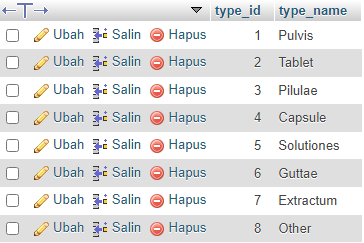 type_id type_name
Ubah Salin Hapus 1 Pulvis
Ubah Salin Hapus 2 Tablet
Ubah Salin Hapus 3 Pilulae
Ubah Salin Hapus 4 Capsule
Ubah Salin Hapus 5 Solutiones
Ubah Salin Hapus 6 Guttae
Ubah Salin Hapus 7 Extractum
Ubah Salin Hapus 8 Other